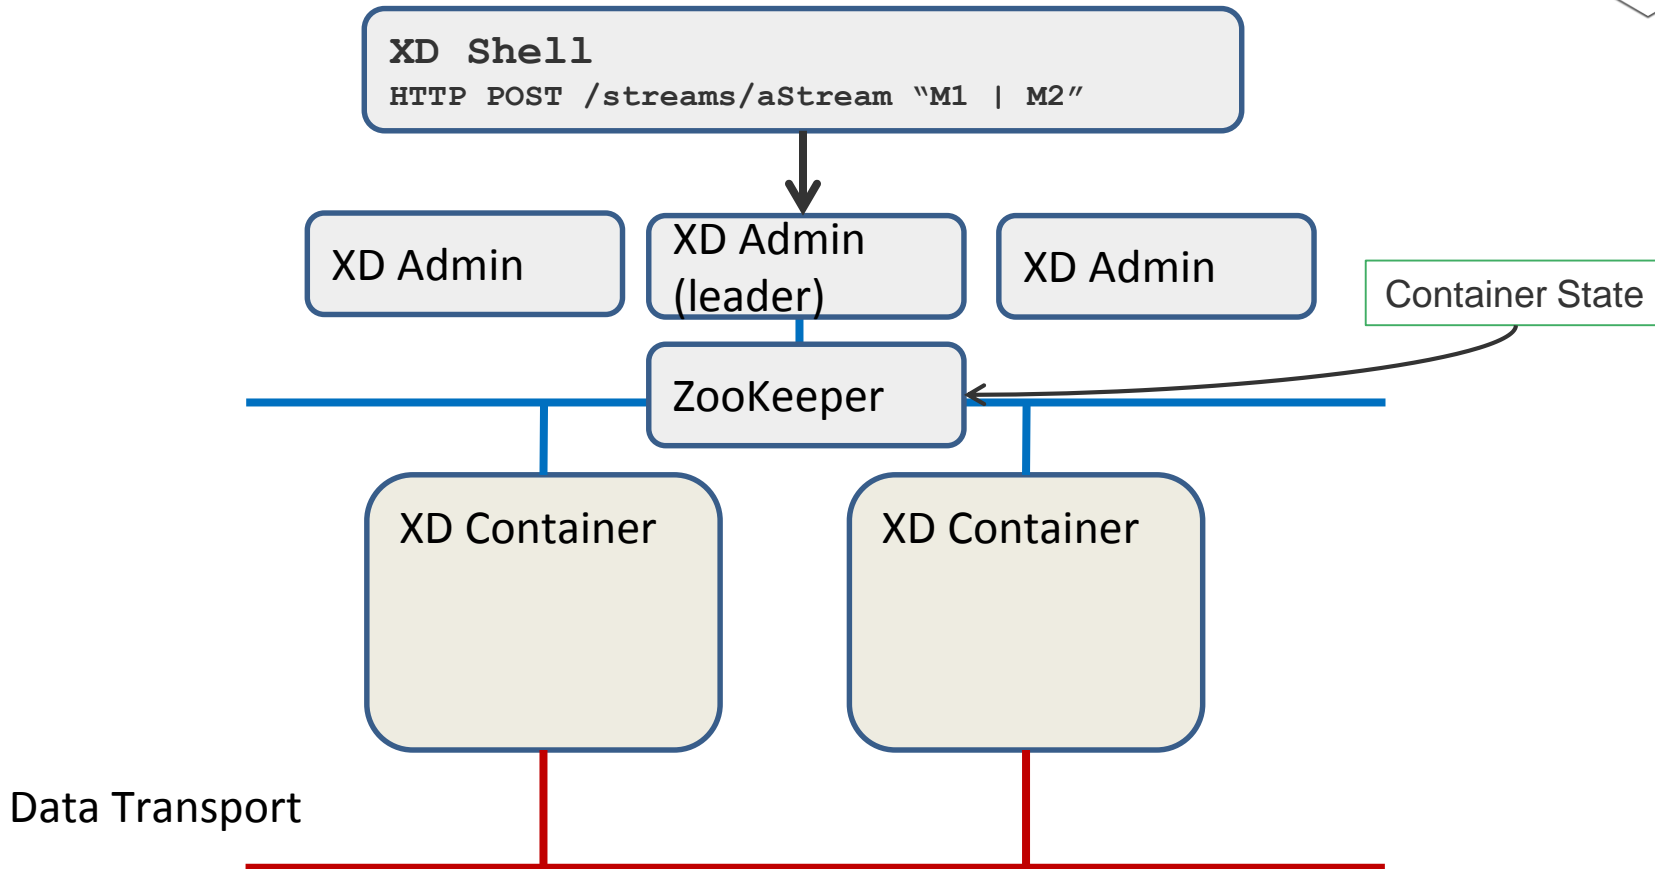 XD Shell
HTTP POST /streams/aStream “M1 | M2”
XD Admin
XD Admin
(leader)
XD Admin
Container State
ZooKeeper
XD Container
XD Container
Data Transport